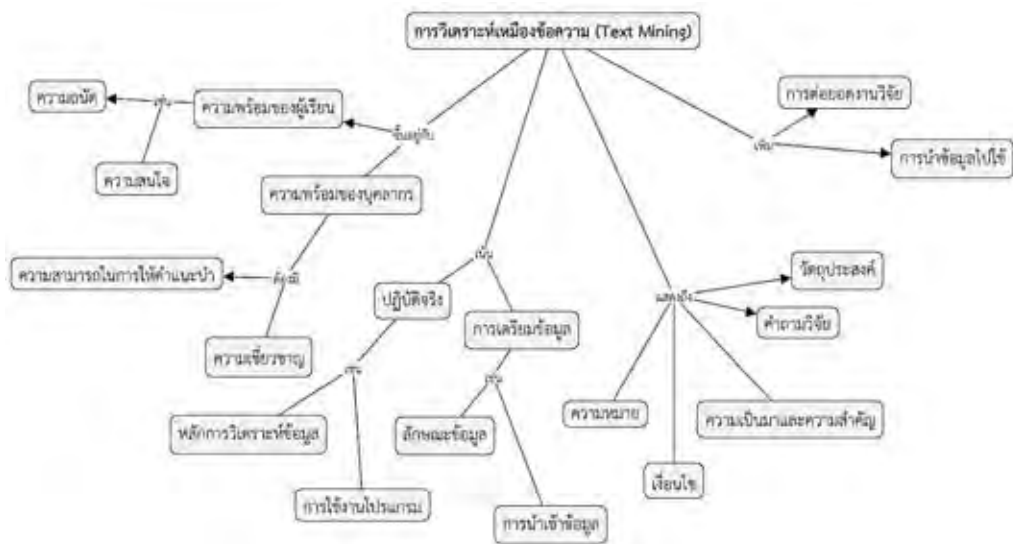 การวิเคราะห์เหมืองข้อความ (Text Mining)
ความถนัด
เช่น
ความพร้อมของผู้เรียน
ขึ้นอยู่กับ
ความสนใจ
ความพร้อมของบุคลากร
การต่อยอดงานวิจัย
เพิ่ม
การนำข้อมูลไปใช้
ความสามารถในการให้คำแนะนำ
ต้องมี
ความเชี่ยวชาญ
เน้น
ปฏิบัติจริง
การเตรียมข้อมูล
เช่น
เช่น
หลักการวิเคราะห์ข้อมูล
ลักษณะข้อมูล
การใช้งานโปรแกรม
การนำเข้าข้อมูล
แสดงถึง
วัตถุประสงค์
คำถามวิจัย
ความหมาย
ความเป็นมาและความสำคัญ
เงื่อนไข